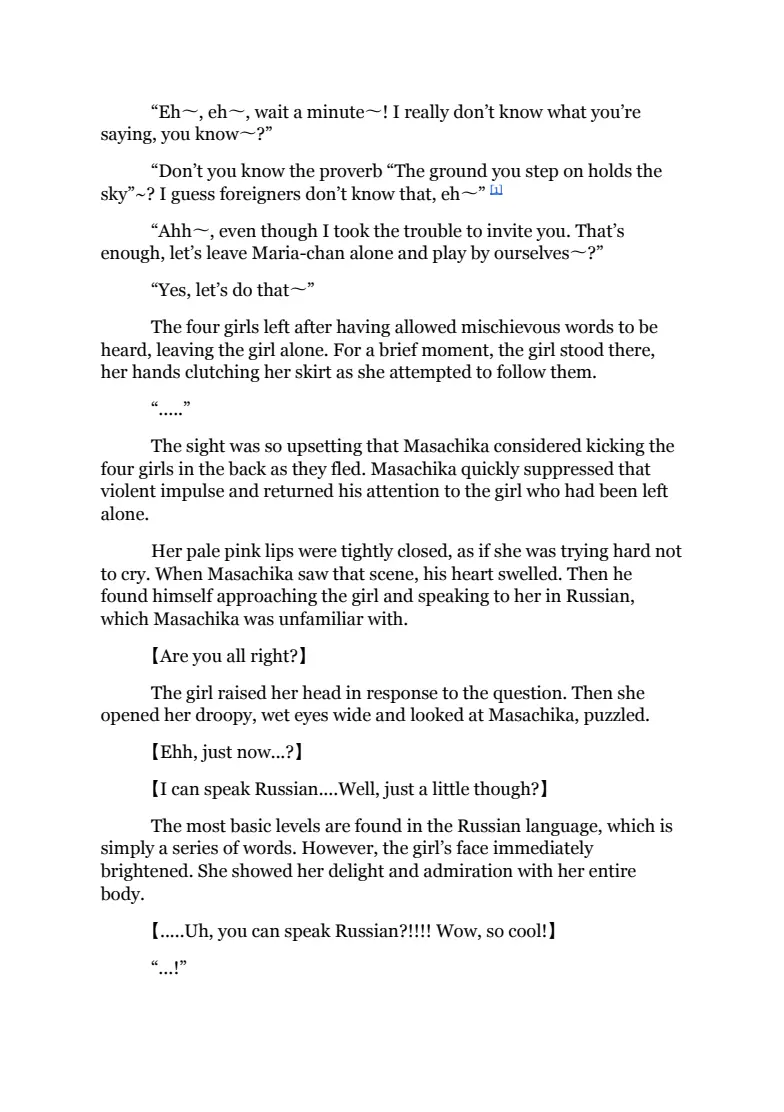 “Eh～, eh～, wait a minute～! I really don’t know what you’re
saying, you know～?”
“Don’t you know the proverb “The ground you step on holds the
sky”~? I guess foreigners don’t know that, eh～” [1]
“Ahh～, even though I took the trouble to invite you. That’s
enough, let’s leave Maria-chan alone and play by ourselves～?”
“Yes, let’s do that～”
The four girls left after having allowed mischievous words to be
heard, leaving the girl alone. For a brief moment, the girl stood there,
her hands clutching her skirt as she attempted to follow them.
“.....”
The sight was so upsetting that Masachika considered kicking the
four girls in the back as they fled. Masachika quickly suppressed that
violent impulse and returned his attention to the girl who had been left
alone.
Her pale pink lips were tightly closed, as if she was trying hard not
to cry. When Masachika saw that scene, his heart swelled. Then he
found himself approaching the girl and speaking to her in Russian,
which Masachika was unfamiliar with.
【Are you all right?】
The girl raised her head in response to the question. Then she
opened her droopy, wet eyes wide and looked at Masachika, puzzled.
【Ehh, just now...?】
【I can speak Russian....Well, just a little though?】
The most basic levels are found in the Russian language, which is
simply a series of words. However, the girl’s face immediately
brightened. She showed her delight and admiration with her entire
body.
【.....Uh, you can speak Russian?!!!! Wow, so cool!】
“...!”